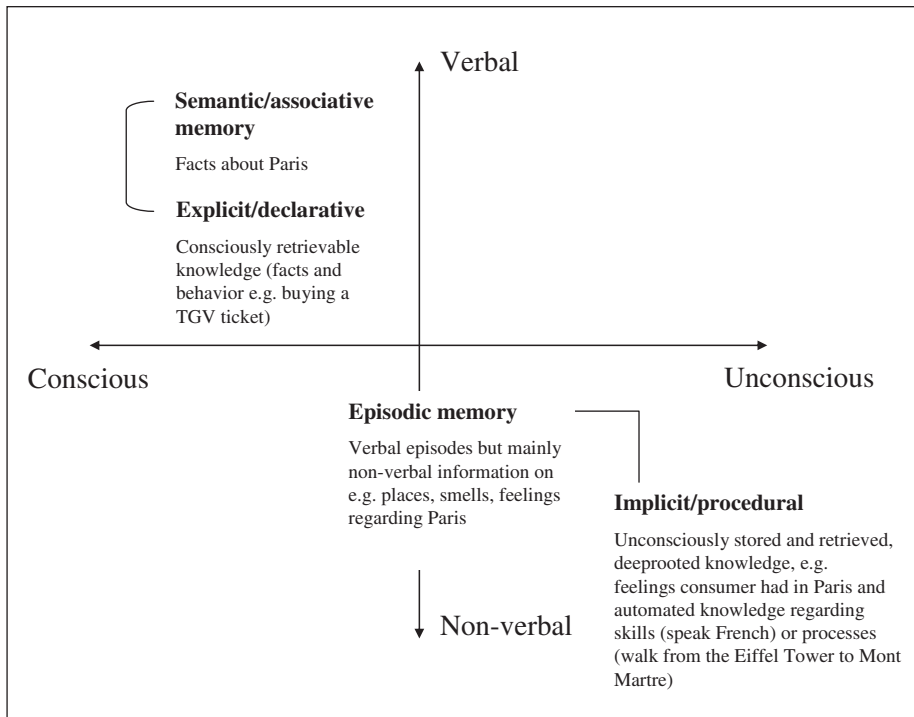 Verbal
Semantic/associative
memory
Facts about Paris
Explicit/declarative
Consciously retrievable
knowledge (facts and
behavior e.g. buying a
TGV ticket)
Conscious
Unconscious
Episodic memory
Verbal episodes but mainly
non-verbal information on
e.g. places, smells, feelings
regarding Paris
Implicit/procedural
Unconsciously stored and retrieved,
deeprooted knowledge, e.g.
feelings consumer had in Paris and
automated knowledge regarding
skills (speak French) or processes
(walk from the Eiffel Tower to Mont
Martre)
Non-verbal